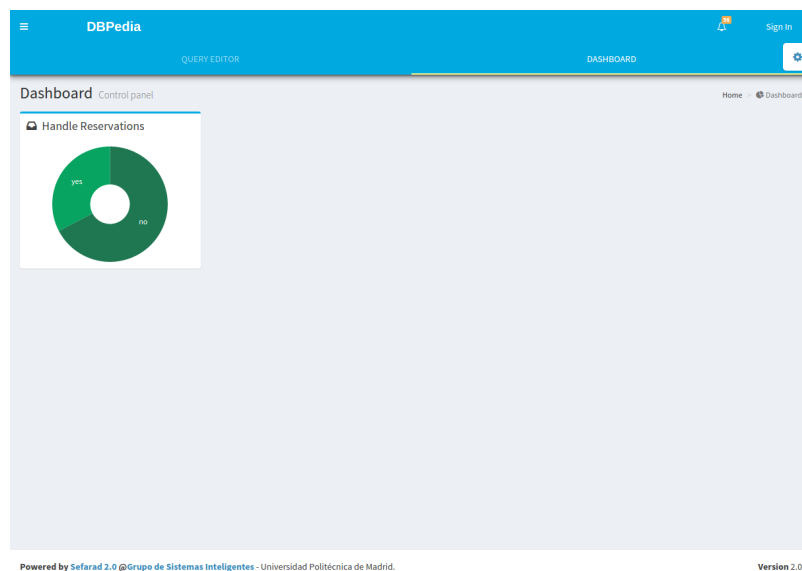 DBPedia
10
Sign In
QUERY EDITOR
DASHBOARD
Dashboard Control panel
Home > Dashboard
Handle Reservations
yes
no
Powered by Sefarad 2.0 @Grupo de Sistemas Inteligentes - Universidad Politécnica de Madrid.
Version 2.0